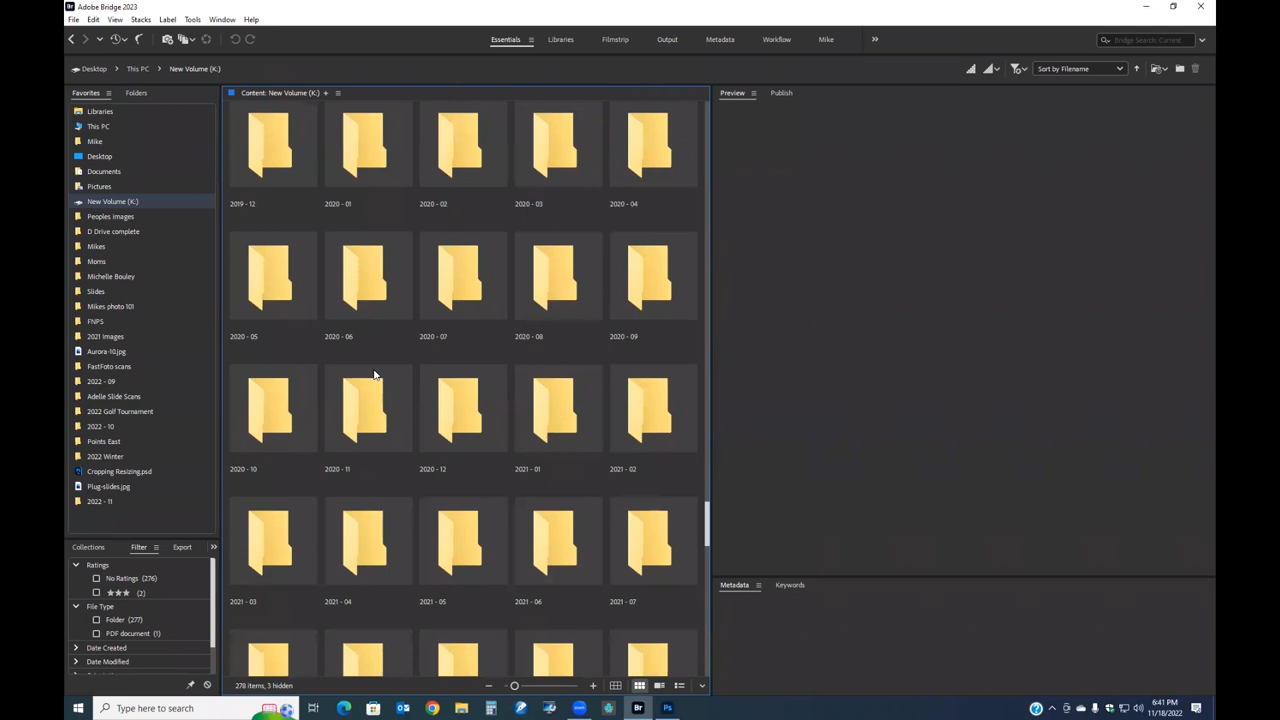 Br Adobe Bridge 2023
File Edit View Stacks Label Tools Window Help
Essentials Libraries Filmstrip Output Metadata Workflow Mike Bridge Search: Current
Desktop This PC New Volume (K:) Sort by Filename
Favorites Folders
Libraries
This PC
Mike
Desktop
Documents
Pictures
New Volume (K:)
Peoples images
D Drive complete
Mikes
Moms
Michelle Bouley
Slides
Mikes photo 101
FNPS
2021 Images
Aurora-10.jpg
FastFoto scans
2022 - 09
Adelle Slide Scans
2022 Golf Tournament
2022 - 10
Points East
2022 Winter
Cropping Resizing.psd
Plug-slides.jpg
2022 - 11
Collections Filter Export
Ratings
No Ratings (276)
★★★ (2)
File Type
Folder (277)
PDF document (1)
Date Created
Date Modified
Content: New Volume (K:)
2019 - 12 2020 - 01 2020 - 02 2020 - 03 2020 - 04
2020 - 05 2020 - 06 2020 - 07 2020 - 08 2020 - 09
2020 - 10 2020 - 11 2020 - 12 2021 - 01 2021 - 02
2021 - 03 2021 - 04 2021 - 05 2021 - 06 2021 - 07
278 items, 3 hidden
Preview Publish
Metadata Keywords
Type here to search
zoom
Br
Ps
6:41 PM
11/18/2022